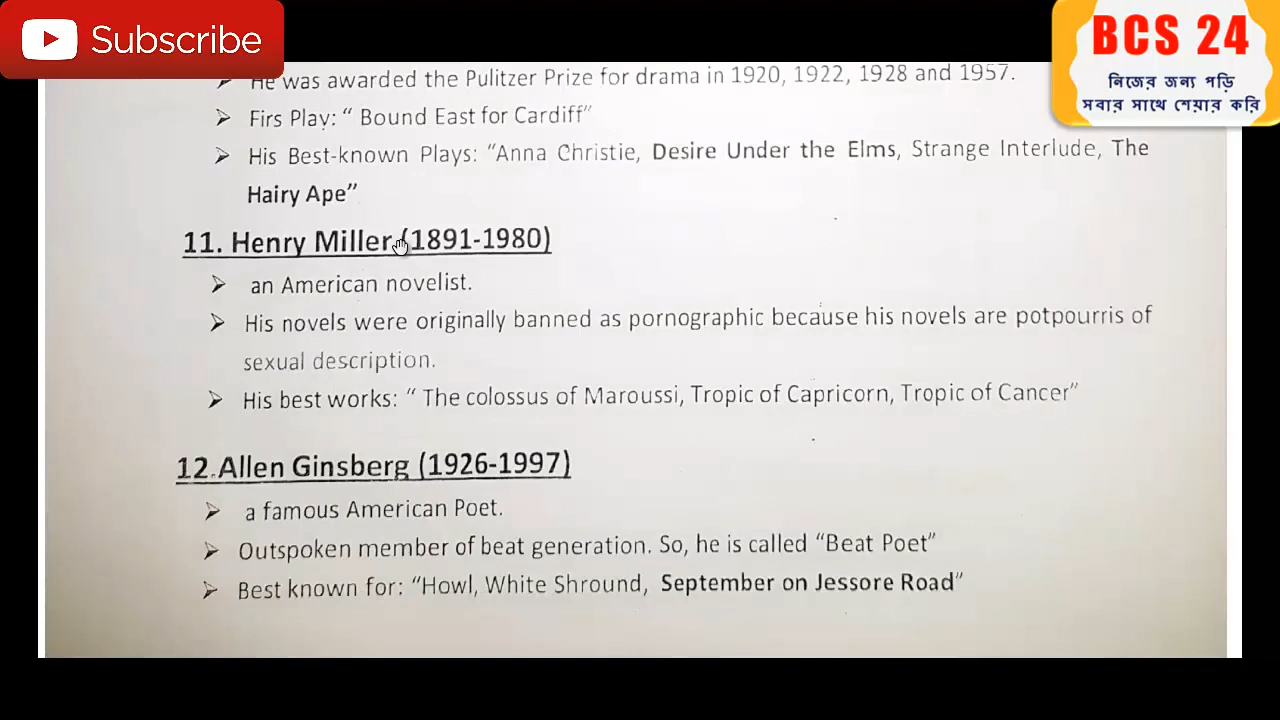 Subscribe
BCS 24
নিজের জন্য পড়ি
সবার সাথে শেয়ার করি
He was awarded the Pulitzer Prize for drama in 1920, 1922, 1928 and 1957.
Firs Play: “ Bound East for Cardiff”
His Best-known Plays: “Anna Christie, Desire Under the Elms, Strange Interlude, The
Hairy Ape”
11. Henry Miller (1891-1980)
an American novelist.
His novels were originally banned as pornographic because his novels are potpourris of
sexual description.
His best works: “ The colossus of Maroussi, Tropic of Capricorn, Tropic of Cancer”
12.Allen Ginsberg (1926-1997)
a famous American Poet.
Outspoken member of beat generation. So, he is called “Beat Poet”
Best known for: “Howl, White Shround, September on Jessore Road”